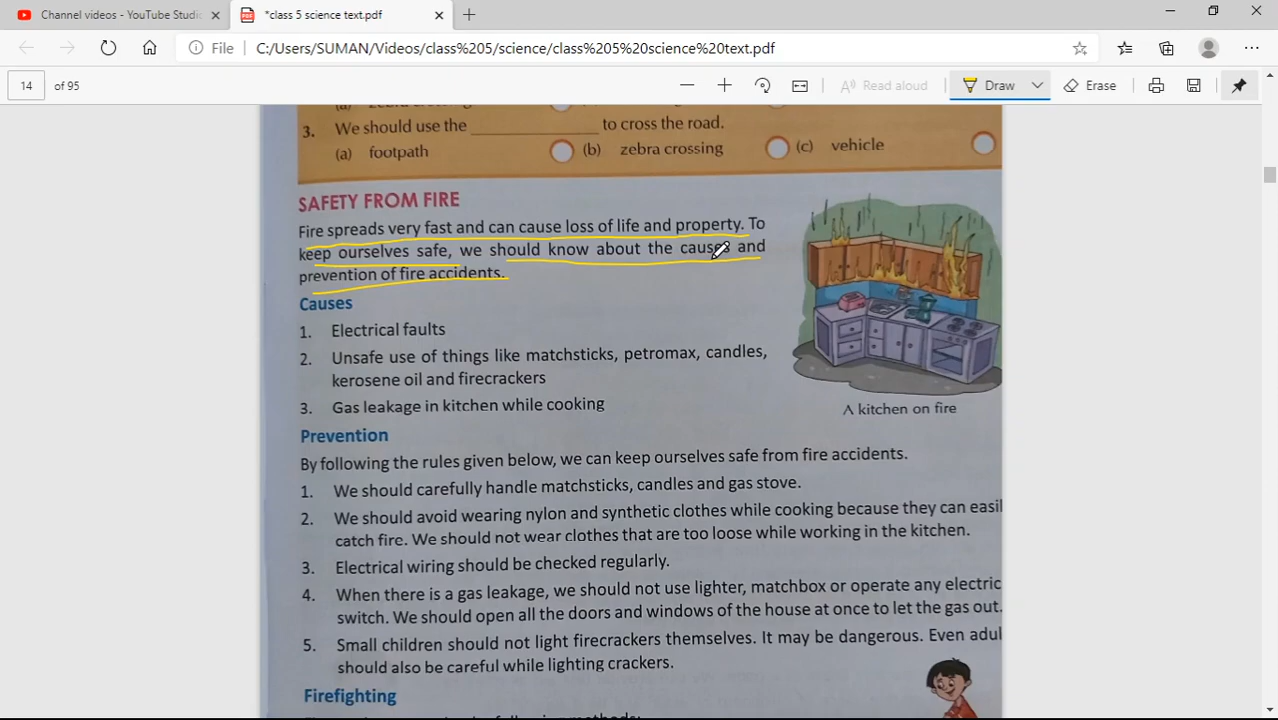 Channel videos - YouTube Studi
*class 5 science text.pdf
File
C:/Users/SUMAN/Videos/class%205/science/class%205%20science%20text.pdf
14 of 95
Read aloud
Draw
Erase
3. We should use the ____________ to cross the road.
(a) footpath (b) zebra crossing (c) vehicle
SAFETY FROM FIRE
Fire spreads very fast and can cause loss of life and property. To
keep ourselves safe, we should know about the causes and
prevention of fire accidents.
Causes
1. Electrical faults
2. Unsafe use of things like matchsticks, petromax, candles,
kerosene oil and firecrackers
3. Gas leakage in kitchen while cooking
A kitchen on fire
Prevention
By following the rules given below, we can keep ourselves safe from fire accidents.
1. We should carefully handle matchsticks, candles and gas stove.
2. We should avoid wearing nylon and synthetic clothes while cooking because they can easil
catch fire. We should not wear clothes that are too loose while working in the kitchen.
3. Electrical wiring should be checked regularly.
4. When there is a gas leakage, we should not use lighter, matchbox or operate any electric
switch. We should open all the doors and windows of the house at once to let the gas out.
5. Small children should not light firecrackers themselves. It may be dangerous. Even adul
should also be careful while lighting crackers.
Firefighting